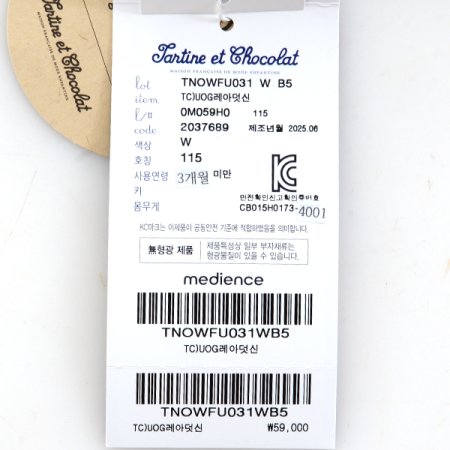 Tartine et Chocolat
MAISON FRANÇAISE DE MODE ENFANTINE
lot TNOWFU031 W B5
item TC)UOG레아덧신
l/# 0M059H0 115
code 2037689 제조년월 2025.06
색상 W
호칭 115
사용연령 3개월 미만
키
몸무게
안전확인신고확인증번호
CB015H0173-4001
KC마크는 이제품이 공통안전 기준에 적합하였음을 의미합니다.
無형광 제품
제품특성상 일부 부자재류는
형광물질이 있을 수 있습니다.
medience
TNOWFU031WB5
TC)UOG레아덧신
TNOWFU031WB5
TC)UOG레아덧신 ₩59,000